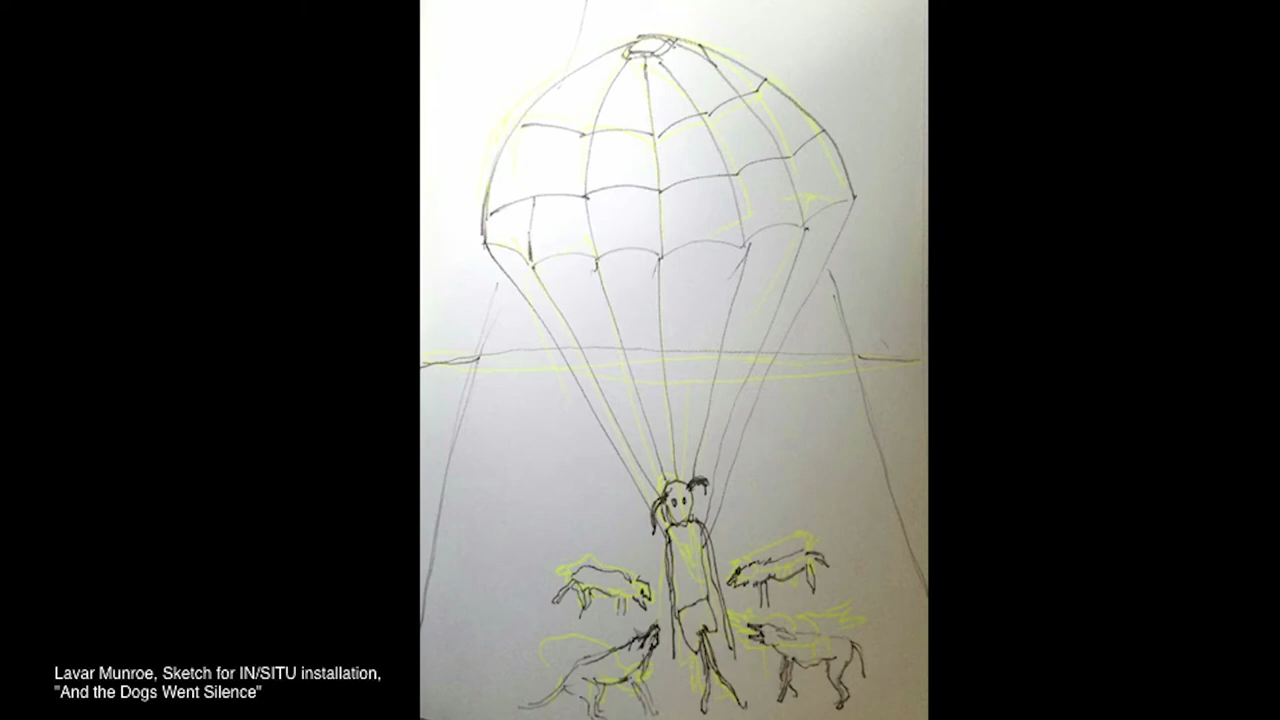 Lavar Munroe, Sketch for IN/SITU installation,
"And the Dogs Went Silence"